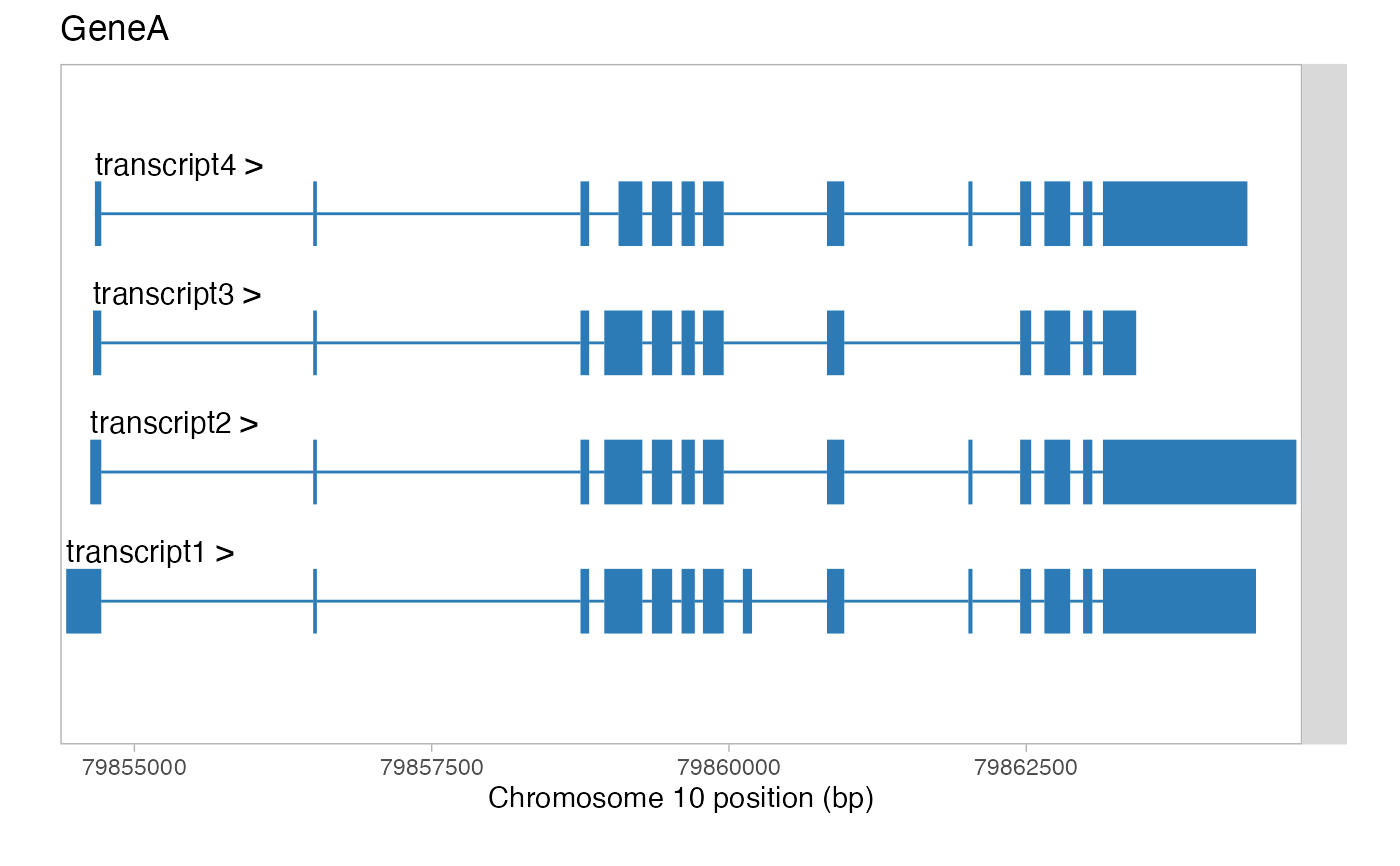 GeneA
transcript4 >
transcript3 >
transcript2 >
transcript1 >
79855000 79857500 79860000 79862500
Chromosome 10 position (bp)